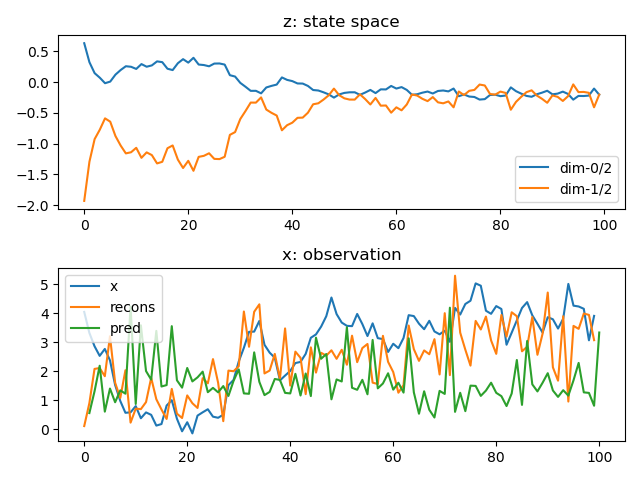 z: state space
0.5
0.0
−0.5
−1.0
−1.5
−2.0
dim-0/2
dim-1/2
0 20 40 60 80 100
x: observation
5
4
3
2
1
0
x
recons
pred
0 20 40 60 80 100